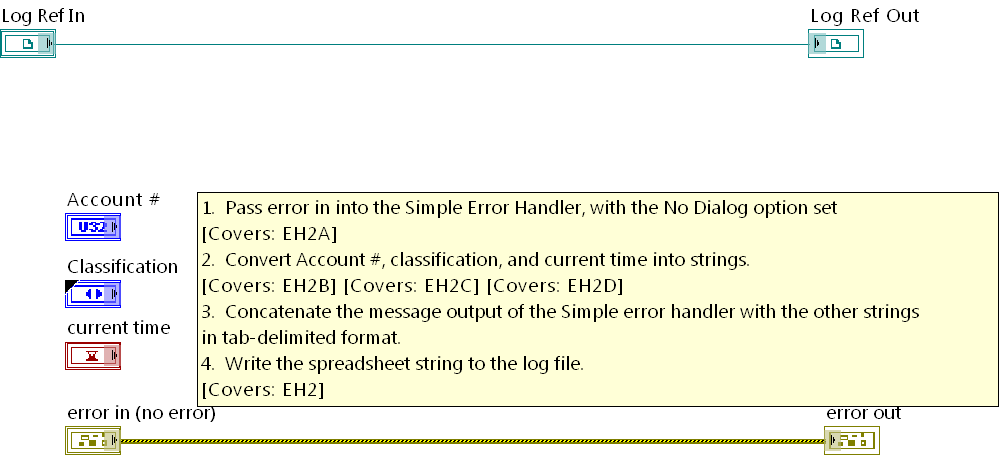 Log Ref In
Log Ref Out
Account #
U32
Classification
current time
1. Pass error in into the Simple Error Handler, with the No Dialog option set
[Covers: EH2A]
2. Convert Account #, classification, and current time into strings.
[Covers: EH2B] [Covers: EH2C] [Covers: EH2D]
3. Concatenate the message output of the Simple error handler with the other strings
in tab-delimited format.
4. Write the spreadsheet string to the log file.
[Covers: EH2]
error in (no error)
error out